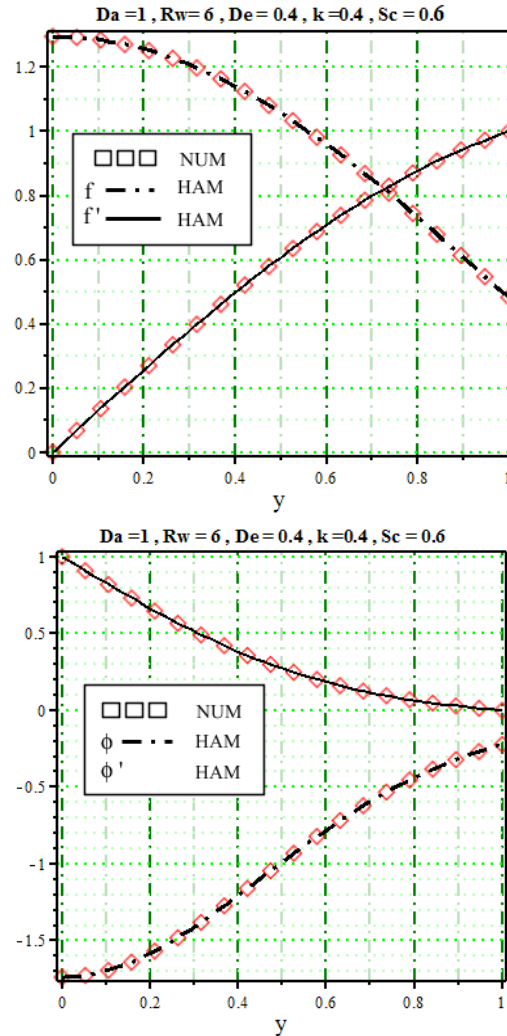 Da =1 , Rw= 6 , De = 0.4 , k =0.4 , Sc = 0.6
1.2
1
0.8
0.6
0.4
0.2
0
NUM
f HAM
f ' HAM
0 0.2 0.4 0.6 0.8 1
y
Da =1 , Rw = 6 , De = 0.4 , k =0.4 , Sc = 0.6
1
0.5
0
-0.5
-1
-1.5
NUM
ϕ HAM
ϕ ' HAM
0 0.2 0.4 0.6 0.8 1
y